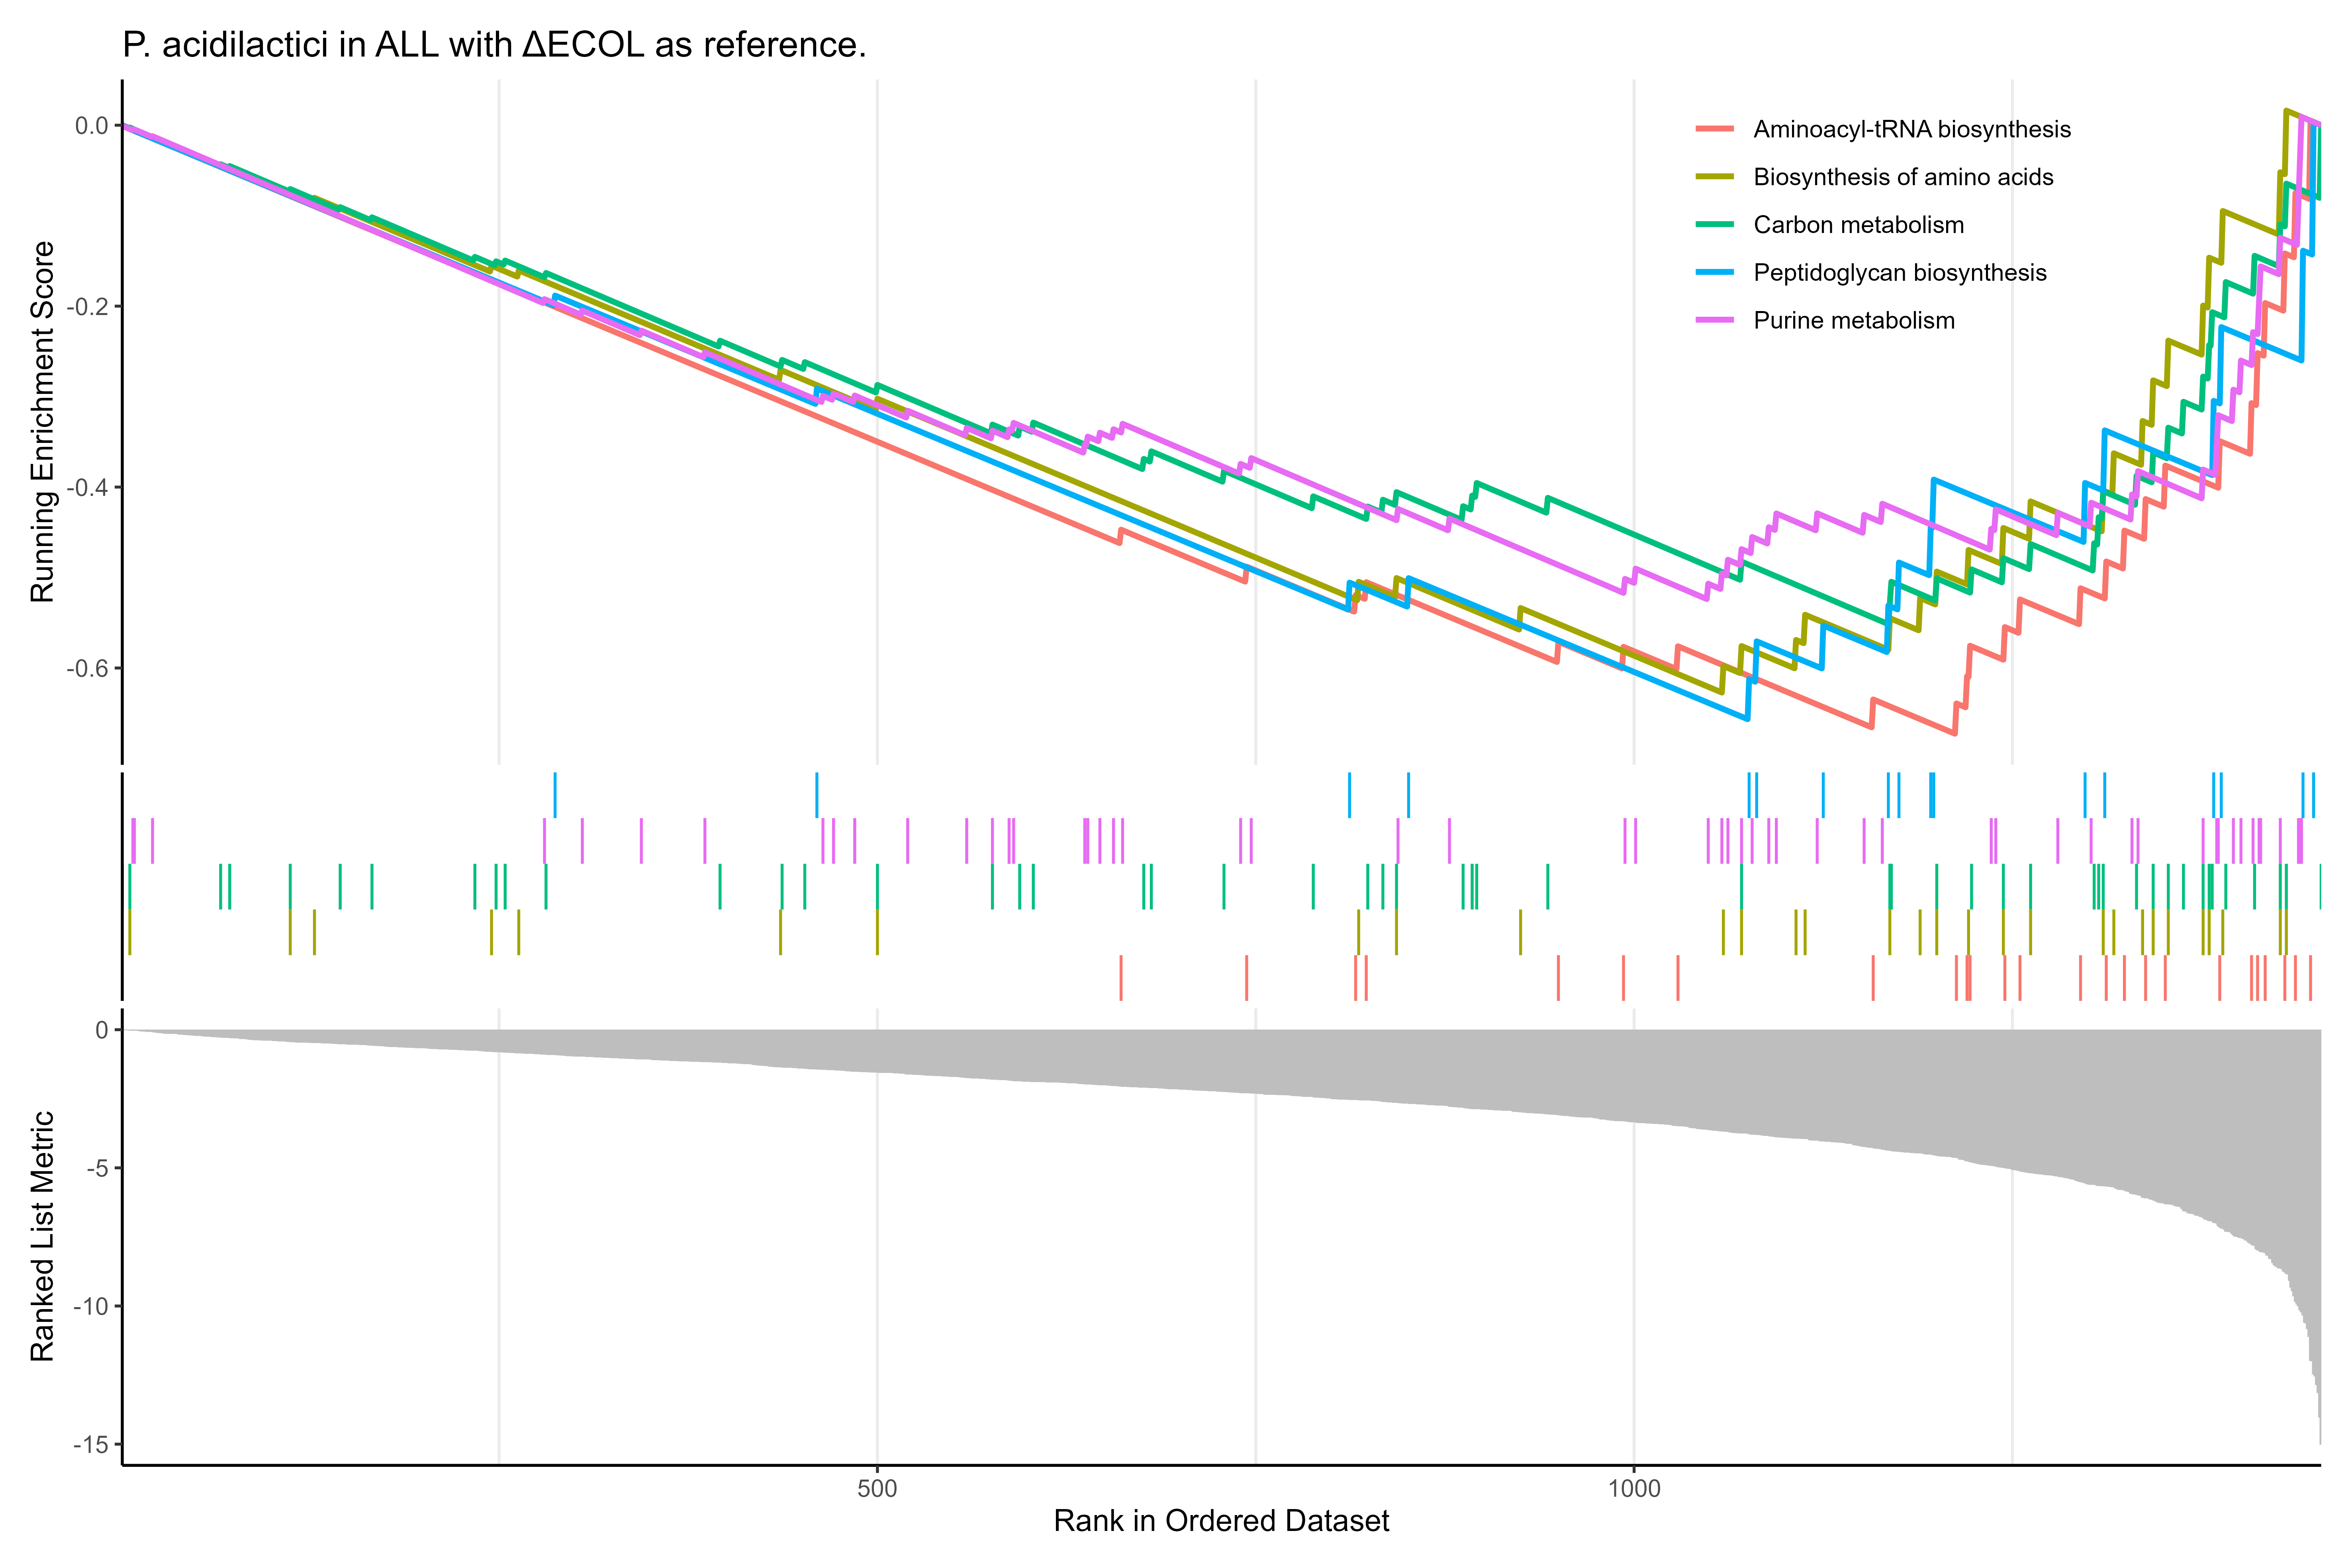 P. acidilactici in ALL with ΔECOL as reference.
Running Enrichment Score
0.0
-0.2
-0.4
-0.6
Aminoacyl-tRNA biosynthesis
Biosynthesis of amino acids
Carbon metabolism
Peptidoglycan biosynthesis
Purine metabolism
Ranked List Metric
0
-5
-10
-15
500
1000
Rank in Ordered Dataset